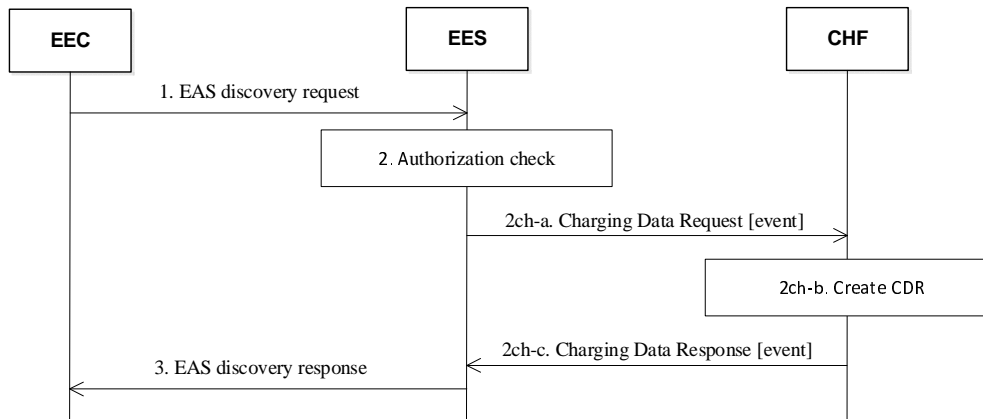 EEC
EES
CHF
1. EAS discovery request
2. Authorization check
2ch-a. Charging Data Request [event]
2ch-b. Create CDR
2ch-c. Charging Data Response [event]
3. EAS discovery response